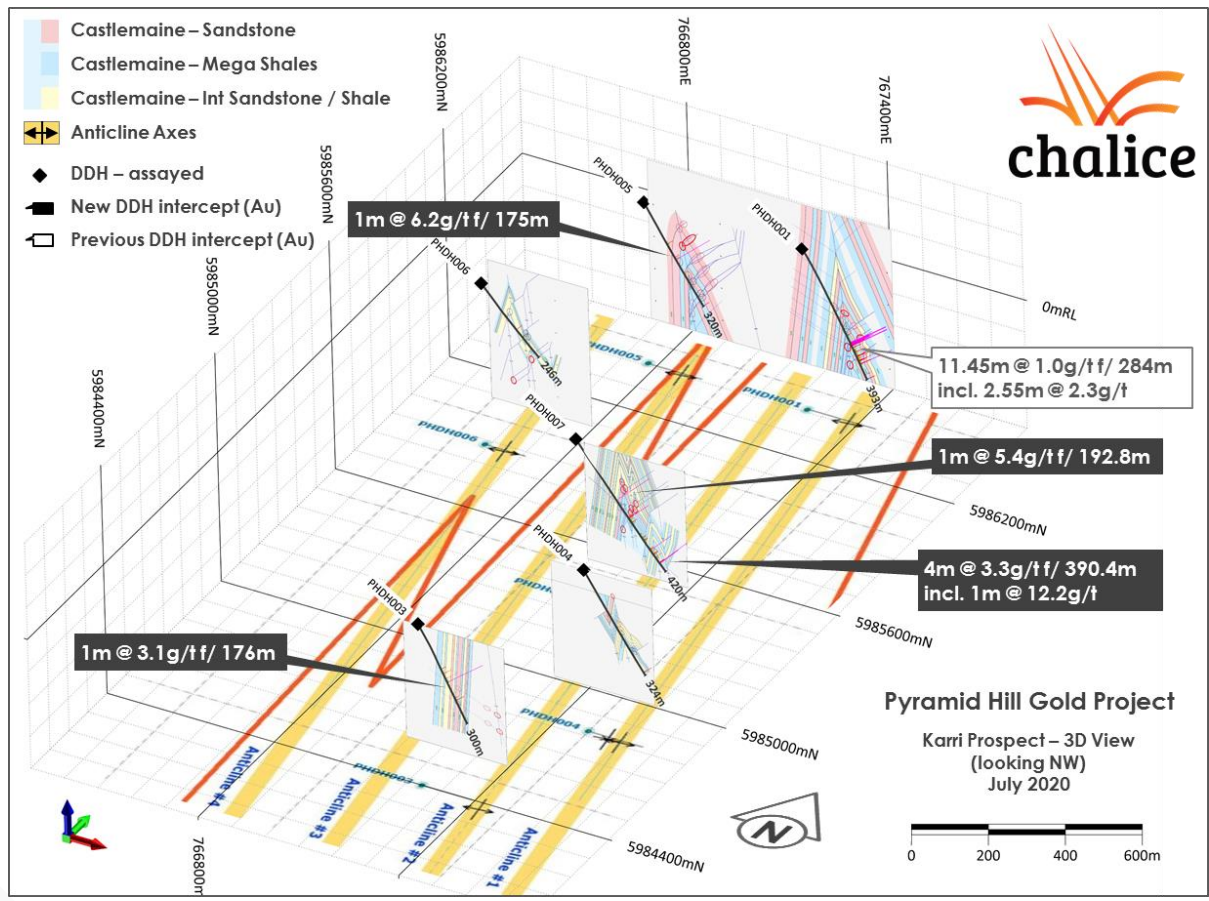 Castlemaine – Sandstone
Castlemaine – Mega Shales
Castlemaine – Int Sandstone / Shale
Anticline Axes
DDH – assayed
New DDH intercept (Au)
Previous DDH intercept (Au)
chalice
5986200mN
766800mE
767400mE
5985600mN
5985000mN
5984400mN
0mRL
PHDH005
PHDH001
PHDH006
1m @ 6.2g/t f/ 175m
320m
393m
246m
11.45m @ 1.0g/t f/ 284m
incl. 2.55m @ 2.3g/t
PHDH005
PHDH001
PHDH006
PHDH007
1m @ 5.4g/t f/ 192.8m
5986200mN
420m
4m @ 3.3g/t f/ 390.4m
incl. 1m @ 12.2g/t
PHDH004
5985600mN
PHDH003
1m @ 3.1g/t f/ 176m
324m
300m
PHDH004
5985000mN
PHDH003
Anticline #4
Anticline #3
Anticline #2
Anticline #1
5984400mN
766800m
Pyramid Hill Gold Project
Karri Prospect – 3D View
(looking NW)
July 2020
N
0 200 400 600m